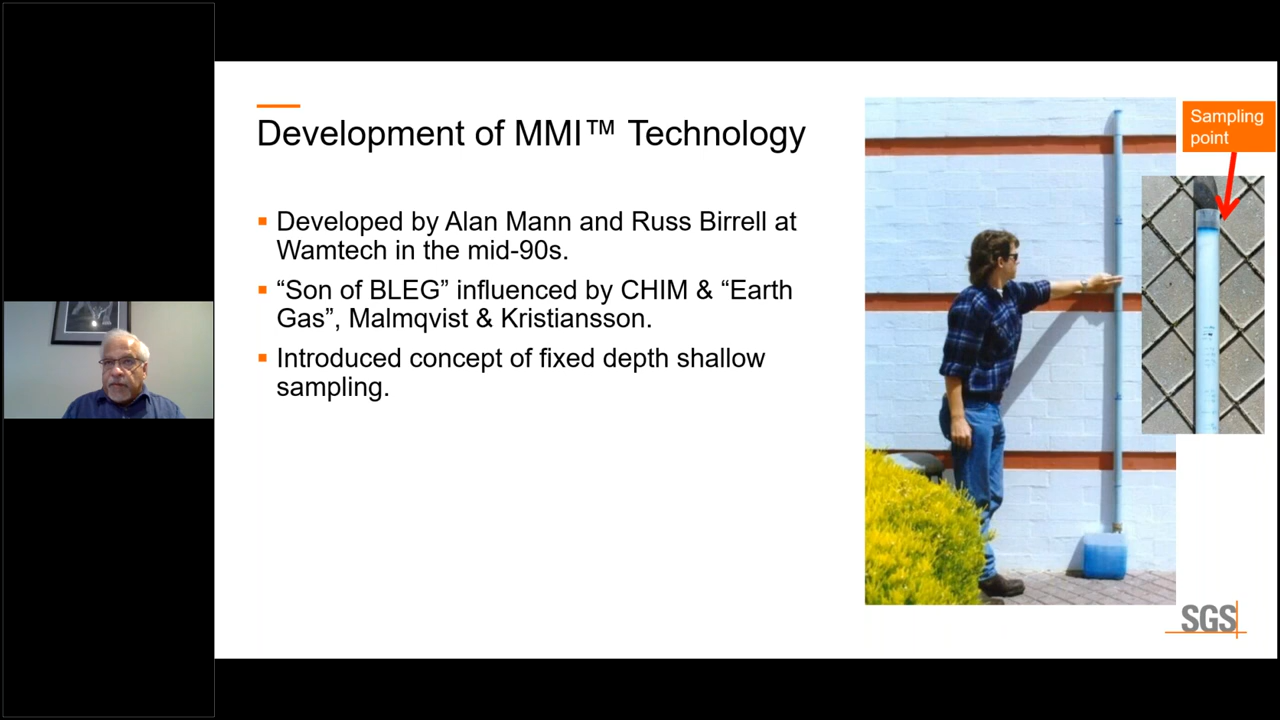 Development of MMI™ Technology
Developed by Alan Mann and Russ Birrell at
Wamtech in the mid-90s.
“Son of BLEG” influenced by CHIM & “Earth
Gas”, Malmqvist & Kristiansson.
Introduced concept of fixed depth shallow
sampling.
Sampling
point
SGS